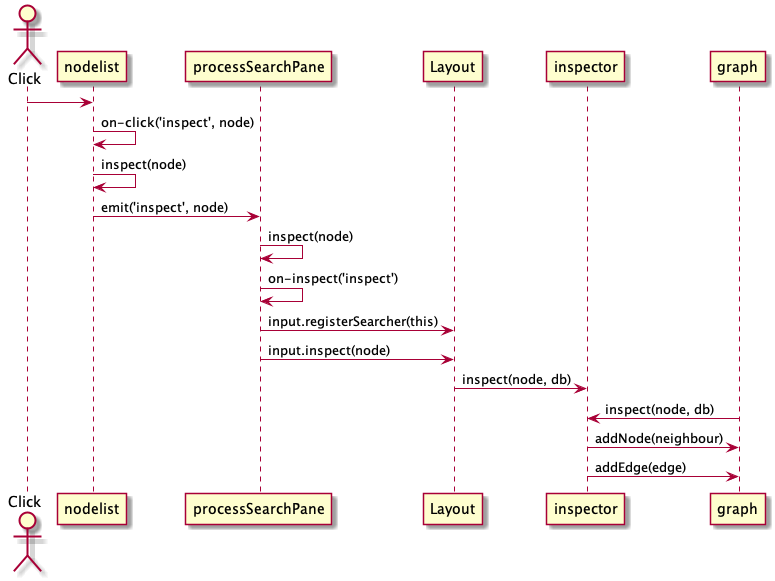 Click
nodelist
processSearchPane
Layout
inspector
graph
on-click('inspect', node)
inspect(node)
emit('inspect', node)
inspect(node)
on-inspect('inspect')
input.registerSearcher(this)
input.inspect(node)
inspect(node, db)
inspect(node, db)
addNode(neighbour)
addEdge(edge)
Click
nodelist
processSearchPane
Layout
inspector
graph